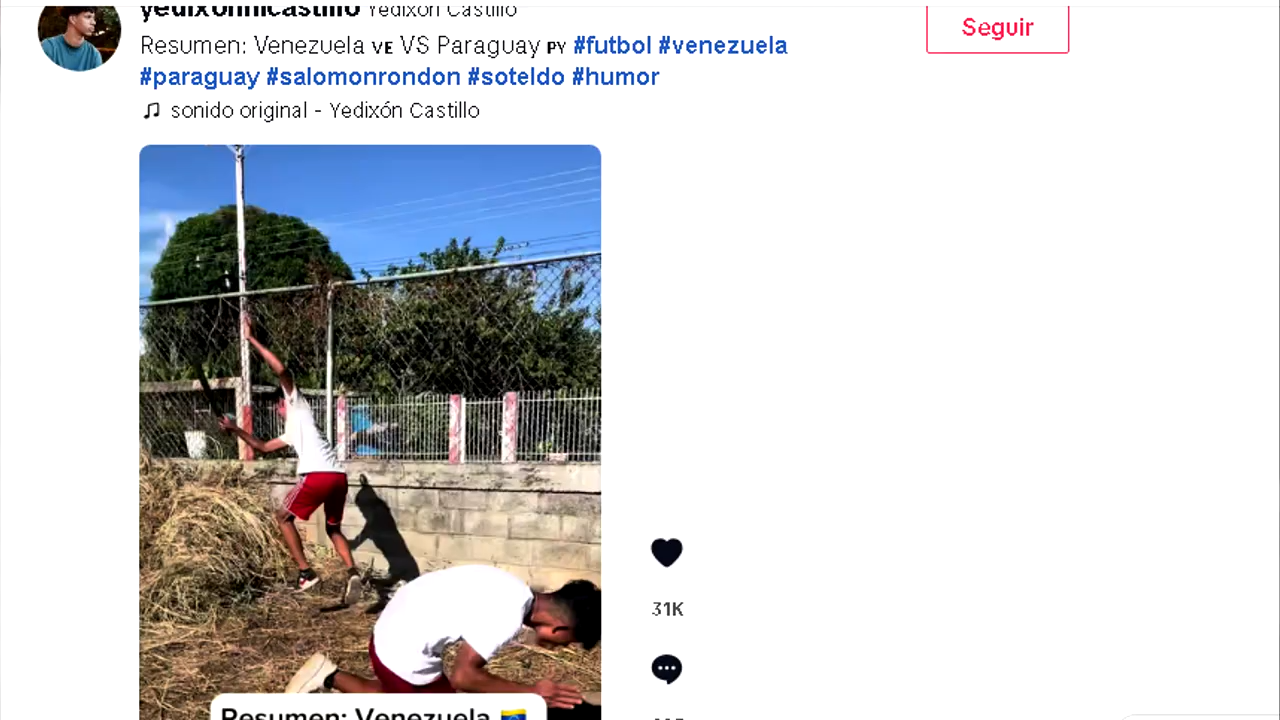 yedixonmcastillo Yedixón Castillo
Resumen: Venezuela VE VS Paraguay PY #futbol #venezuela
#paraguay #salomonrondon #soteldo #humor
sonido original - Yedixón Castillo
Seguir
31K
Resumen: Venezuela